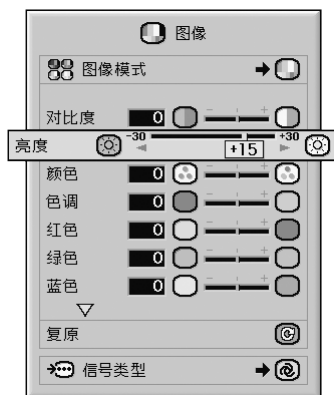 图像
图像模式
对比度 0 - +
亮度 -30 +15 +30
颜色 0 - +
色调 0 - +
红色 0 - +
绿色 0 - +
蓝色 0 - +
复原
信号类型